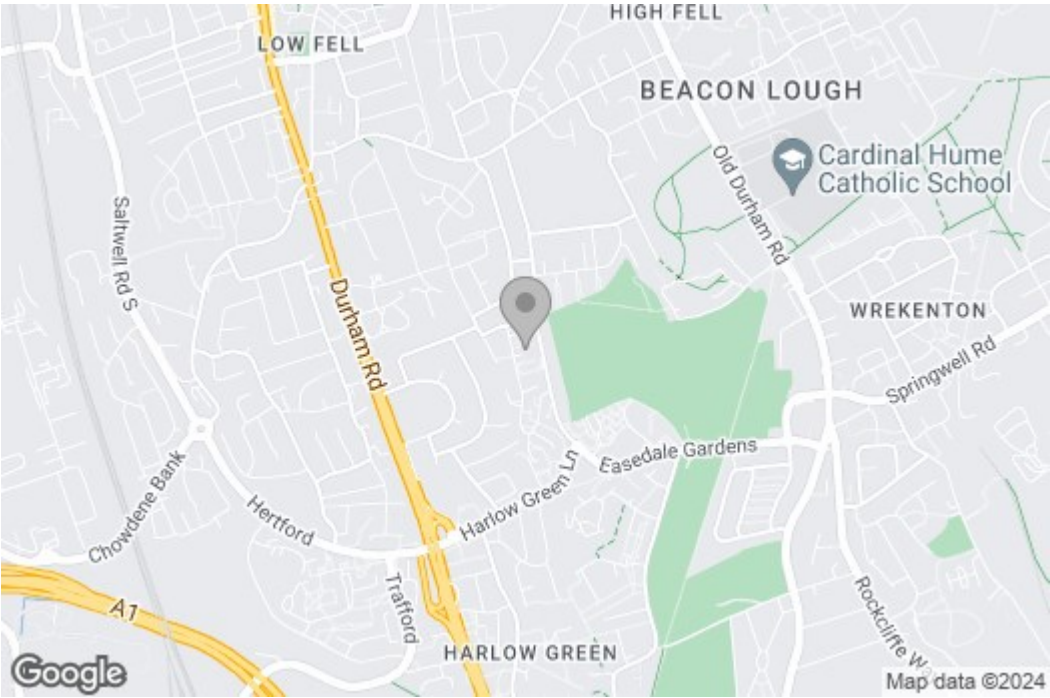 HIGH FELL
LOW FELL
BEACON LOUGH
Cardinal Hume
Catholic School
Old Durham Rd
Saltwell Rd S
Durham Rd
WREKENTON
Springwell Rd
Easedale Gardens
Harlow Green Ln
Chowdene Bank
Hertford
Trafford
A1
HARLOW GREEN
Rockcliffe Wa
Google
Map data ©2024